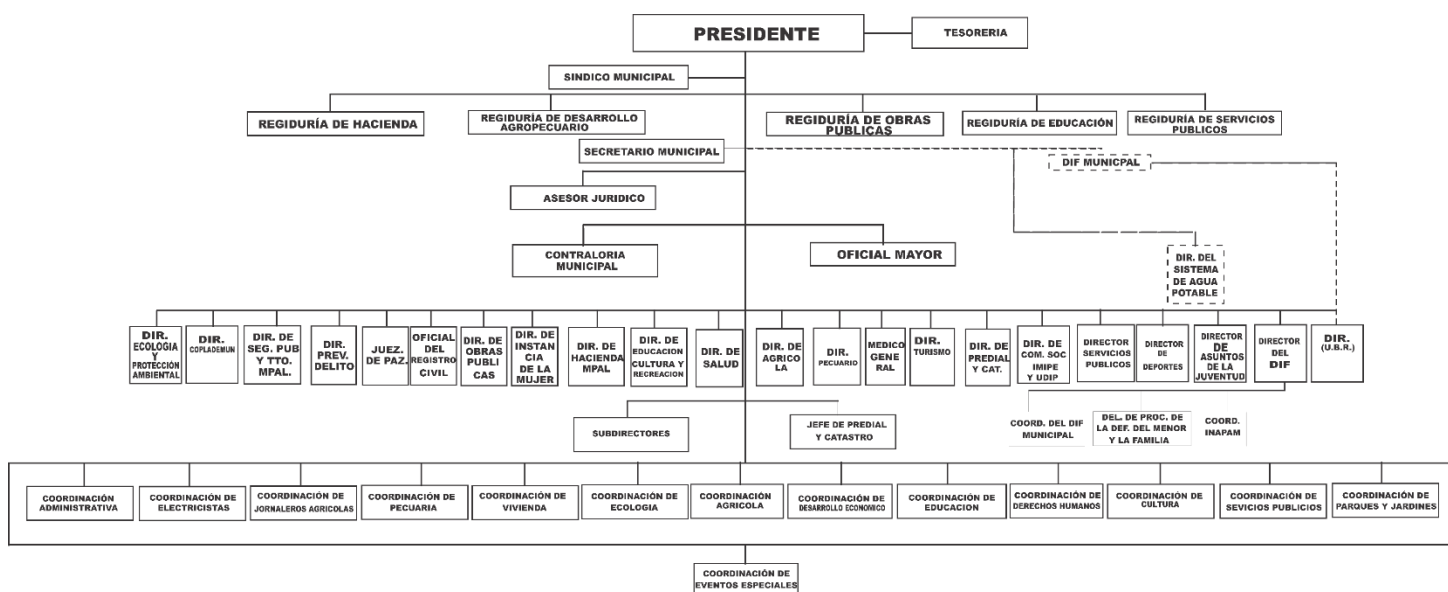 PRESIDENTE
TESORERIA
SINDICO MUNICIPAL
REGIDURÍA DE HACIENDA
REGIDURÍA DE DESARROLLO
AGROPECUARIO
REGIDURÍA DE OBRAS
PUBLICAS
REGIDURÍA DE EDUCACIÓN
REGIDURÍA DE SERVICIOS
PUBLICOS
SECRETARIO MUNICIPAL
DIF MUNICPAL
ASESOR JURIDICO
CONTRALORIA
MUNICIPAL
OFICIAL MAYOR
DIR. DEL
SISTEMA
DE AGUA
POTABLE
DIR.
ECOLOGIA
Y
PROTECCIÓN
AMBIENTAL
DIR.
COPLADEMUN
DIR. DE
SEG. PUB
Y TTO.
MPAL.
DIR.
PREV.
DELITO
JUEZ.
DE PAZ.
OFICIAL
DEL
REGISTRO
CIVIL
DIR. DE
OBRAS
PUBLI
CAS
DIR. DE
INSTAN
CIA
DE LA
MUJER
DIR. DE
HACIENDA
MPAL
DIR. DE
EDUCACION
CULTURA Y
RECREACION
DIR. DE
SALUD
DIR. DE
AGRICO
LA
DIR.
PECUARIO
MEDICO
GENE
RAL
DIR.
TURISMO
DIR. DE
PREDIAL
Y CAT.
DIR. DE
COM. SOC
IMIPE
Y UDIP
DIRECTOR
SERVICIOS
PUBLICOS
DIRECTOR
DE
DEPORTES
DIRECTOR
DE
ASUNTOS
DE LA
JUVENTUD
DIRECTOR
DEL
DIF
DIR.
(U.B.R.)
SUBDIRECTORES
JEFE DE PREDIAL
Y CATASTRO
COORD. DEL DIF
MUNICIPAL
DEL. DE PROC. DE
LA DEF. DEL MENOR
Y LA FAMILIA
COORD.
INAPAM
COORDINACIÓN
ADMINISTRATIVA
COORDINACIÓN DE
ELECTRICISTAS
COORDINACIÓN DE
JORNALEROS AGRICOLAS
COORDINACIÓN DE
PECUARIA
COORDINACIÓN DE
VIVIENDA
COORDINACIÓN DE
ECOLOGIA
COORDINACIÓN
AGRICOLA
COORDINACIÓN DE
DESARROLLO ECONOMICO
COORDINACIÓN DE
EDUCACION
COORDINACIÓN DE
DERECHOS HUMANOS
COORDINACIÓN DE
CULTURA
COORDINACIÓN DE
SEVICIOS PUBLICIOS
COORDINACIÓN DE
PARQUES Y JARDINES
COORDINACIÓN DE
EVENTOS ESPECIALES